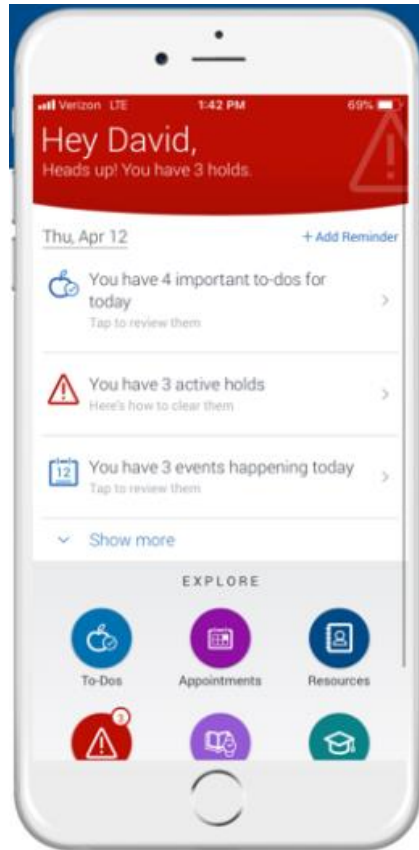 Verizon LTE 1:42 PM 69%
Hey David,
Heads up! You have 3 holds.
Thu, Apr 12 + Add Reminder
You have 4 important to-dos for
today
Tap to review them
You have 3 active holds
Here's how to clear them
12 You have 3 events happening today
Tap to review them
Show more
EXPLORE
To-Dos Appointments Resources
3